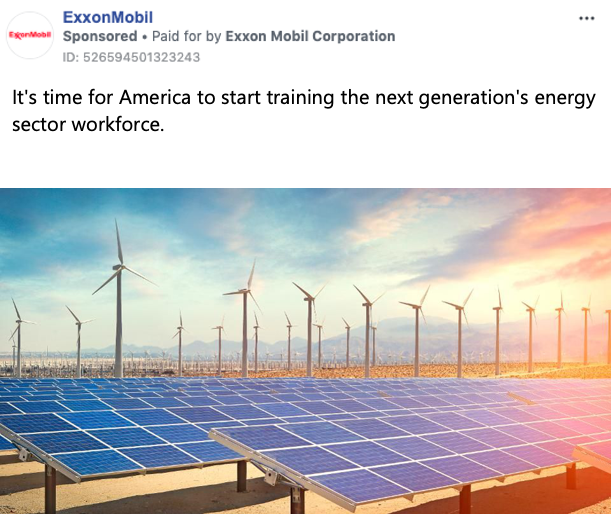 ExxonMobil
ExxonMobil
Sponsored • Paid for by Exxon Mobil Corporation
ID: 526594501323243
It's time for America to start training the next generation's energy
sector workforce.